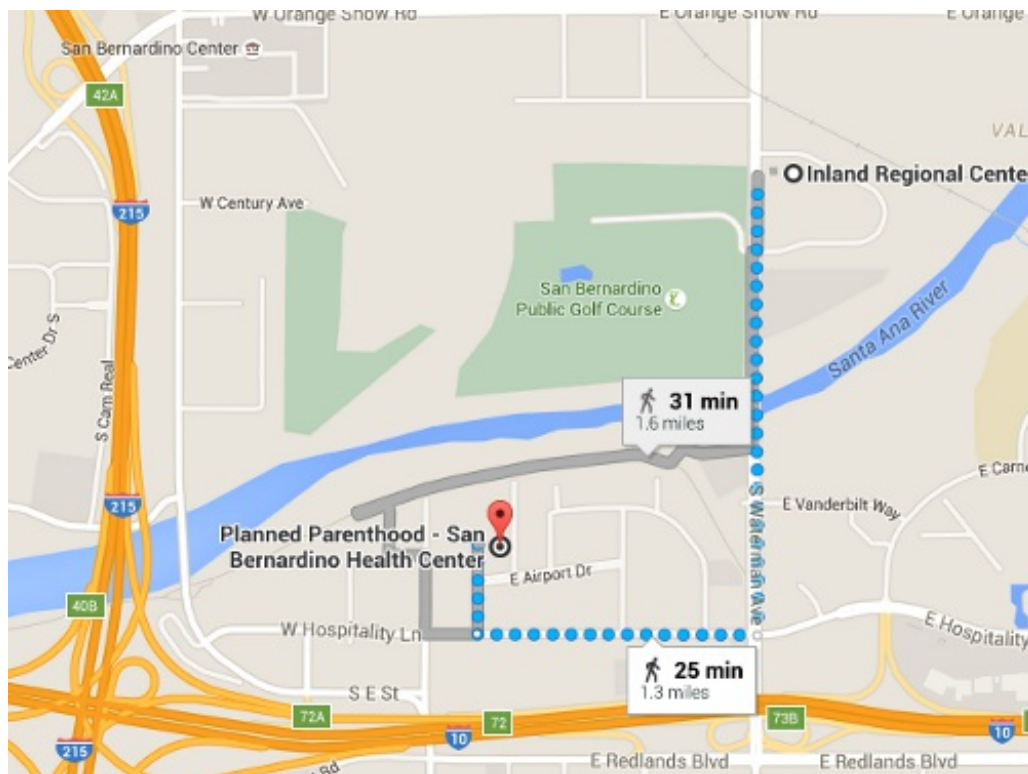 W Orange Show Rd
E Orange Show Rd
E Orange
San Bernardino Center
42A
VAL
Inland Regional Cente
W Century Ave
215
San Bernardino
Public Golf Course
Santa Ana River
Center Dr S
S Cam Real
31 min
1.6 miles
E Carne
215
S Waterman Ave
E Vanderbilt Way
Planned Parenthood - San
Bernardino Health Center
E Airport Dr
40B
W Hospitality Ln
E Hospitality
25 min
1.3 miles
S E St
72A
72
73B
10
10
215
E Redlands Blvd
E Redlands Blvd
Rd